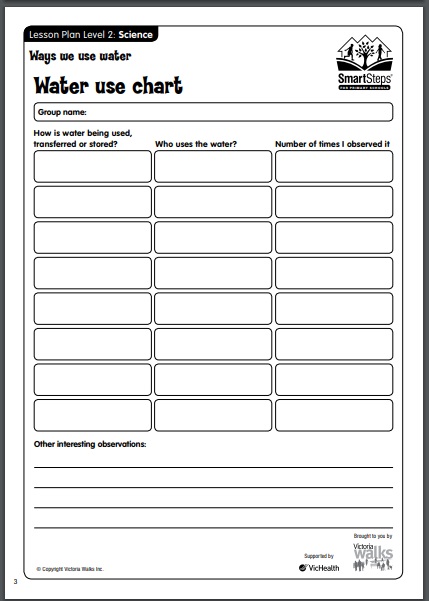 Lesson Plan Level 2: Science
Ways we use water
Water use chart
SmartSteps®
FOR PRIMARY SCHOOLS
Group name:
How is water being used,
transferred or stored?
Who uses the water?
Number of times I observed it
Other interesting observations:
Brought to you by
Victoria
walks
Supported by
VicHealth
© Copyright Victoria Walks Inc.
3